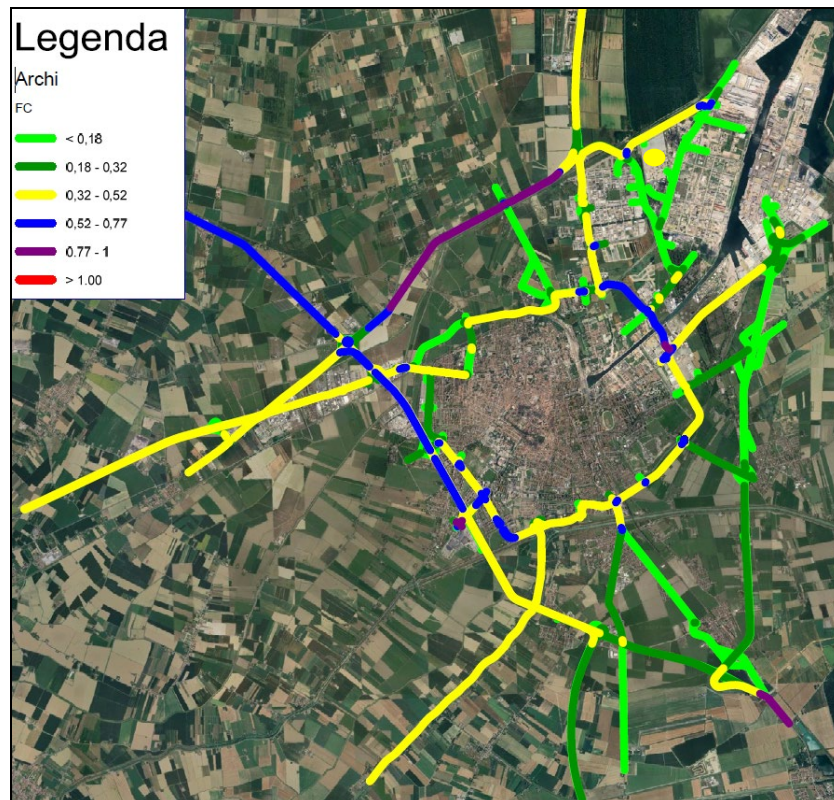 Legenda
Archi
FC
< 0,18
0,18 - 0,32
0,32 - 0,52
0,52 - 0,77
0.77 - 1
> 1.00